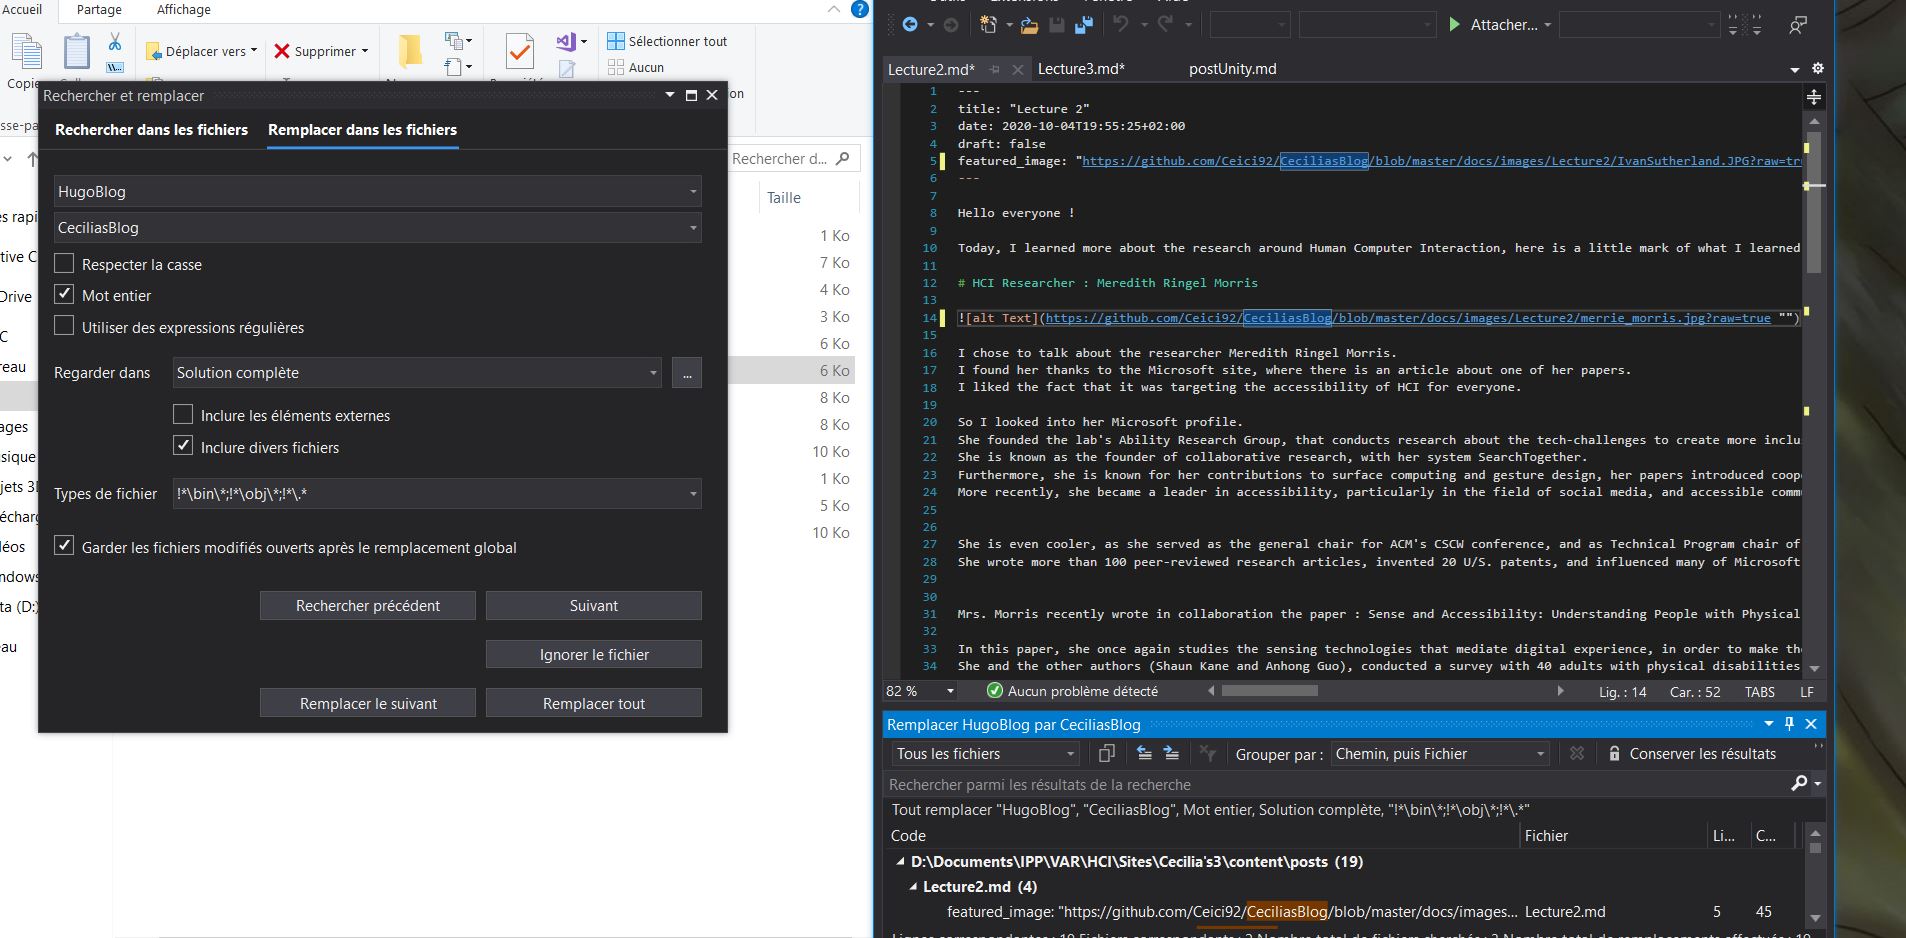 Accueil Partage Affichage
Copie
Déplacer vers
Supprimer
Sélectionner tout
Aucun
Rechercher d...
Taille
1 Ko
7 Ko
4 Ko
3 Ko
6 Ko
6 Ko
8 Ko
8 Ko
10 Ko
1 Ko
5 Ko
10 Ko
Rechercher et remplacer
Rechercher dans les fichiers Remplacer dans les fichiers
HugoBlog
CeciliasBlog
Respecter la casse
Mot entier
Utiliser des expressions régulières
Regarder dans Solution complète ...
Inclure les éléments externes
Inclure divers fichiers
Types de fichier !*\bin\*;!*\obj\*;!*\.*
Garder les fichiers modifiés ouverts après le remplacement global
Rechercher précédent Suivant
Ignorer le fichier
Remplacer le suivant Remplacer tout
Attacher...
Lecture2.md* Lecture3.md* postUnity.md
1 ---
2 title: "Lecture 2"
3 date: 2020-10-04T19:55:25+02:00
4 draft: false
5 featured_image: "https://github.com/Ceici92/CeciliasBlog/blob/master/docs/images/Lecture2/IvanSutherland.JPG?raw=tru
6 ---
7
8 Hello everyone !
9
10 Today, I learned more about the research around Human Computer Interaction, here is a little mark of what I learned
11
12 # HCI Researcher : Meredith Ringel Morris
13
14 ![alt Text](https://github.com/Ceici92/CeciliasBlog/blob/master/docs/images/Lecture2/merrie_morris.jpg?raw=true "")
15
16 I chose to talk about the researcher Meredith Ringel Morris.
17 I found her thanks to the Microsoft site, where there is an article about one of her papers.
18 I liked the fact that it was targeting the accessibility of HCI for everyone.
19
20 So I looked into her Microsoft profile.
21 She founded the lab's Ability Research Group, that conducts research about the tech-challenges to create more inclu
22 She is known as the founder of collaborative research, with her system SearchTogether.
23 Furthermore, she is known for her contributions to surface computing and gesture design, her papers introduced coop
24 More recently, she became a leader in accessibility, particularly in the field of social media, and accessible comm
25
26
27 She is even cooler, as she served as the general chair for ACM's CSCW conference, and as Technical Program chair of
28 She wrote more than 100 peer-reviewed research articles, invented 20 U/S. patents, and influenced many of Microsoft
29
30
31 Mrs. Morris recently wrote in collaboration the paper : Sense and Accessibility: Understanding People with Physical
32
33 In this paper, she once again studies the sensing technologies that mediate digital experience, in order to make the
34 She and the other authors (Shaun Kane and Anhong Guo), conducted a survey with 40 adults with physical disabilities
82 % Aucun problème détecté Lig. : 14 Car. : 52 TABS LF
Remplacer HugoBlog par CeciliasBlog
Tous les fichiers Grouper par : Chemin, puis Fichier Conserver les résultats
Rechercher parmi les résultats de la recherche
Tout remplacer "HugoBlog", "CeciliasBlog", Mot entier, Solution complète, "!*\bin\*;!*\obj\*;!*\.*"
Code Fichier Li... C...
D:\Documents\IPP\VAR\HCI\Sites\Cecilia's3\content\posts (19)
Lecture2.md (4)
featured_image: "https://github.com/Ceici92/CeciliasBlog/blob/master/docs/images... Lecture2.md 5 45